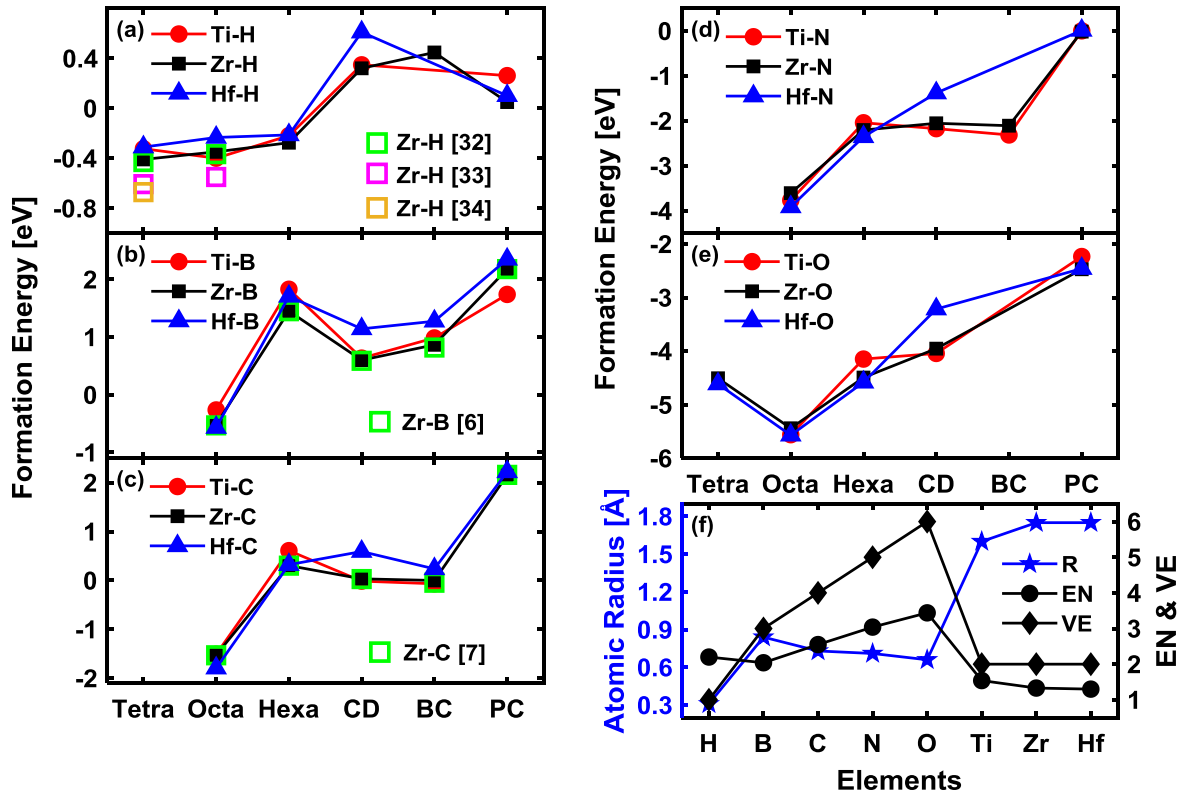 (a)
Ti-H
Zr-H
Hf-H
Zr-H [32]
Zr-H [33]
Zr-H [34]
0.4
0
-0.4
-0.8
Formation Energy [eV]
(b)
Ti-B
Zr-B
Hf-B
Zr-B [6]
2
1
0
-1
(c)
Ti-C
Zr-C
Hf-C
Zr-C [7]
2
1
0
-1
-2
Tetra Octa Hexa CD BC PC
(d)
Ti-N
Zr-N
Hf-N
0
-1
-2
-3
-4
Formation Energy [eV]
(e)
Ti-O
Zr-O
Hf-O
-2
-3
-4
-5
-6
Tetra Octa Hexa CD BC PC
(f)
R
EN
VE
Atomic Radius [Å]
1.8
1.5
1.2
0.9
0.6
0.3
6
5
4
3
2
1
EN & VE
H B C N O Ti Zr Hf
Elements